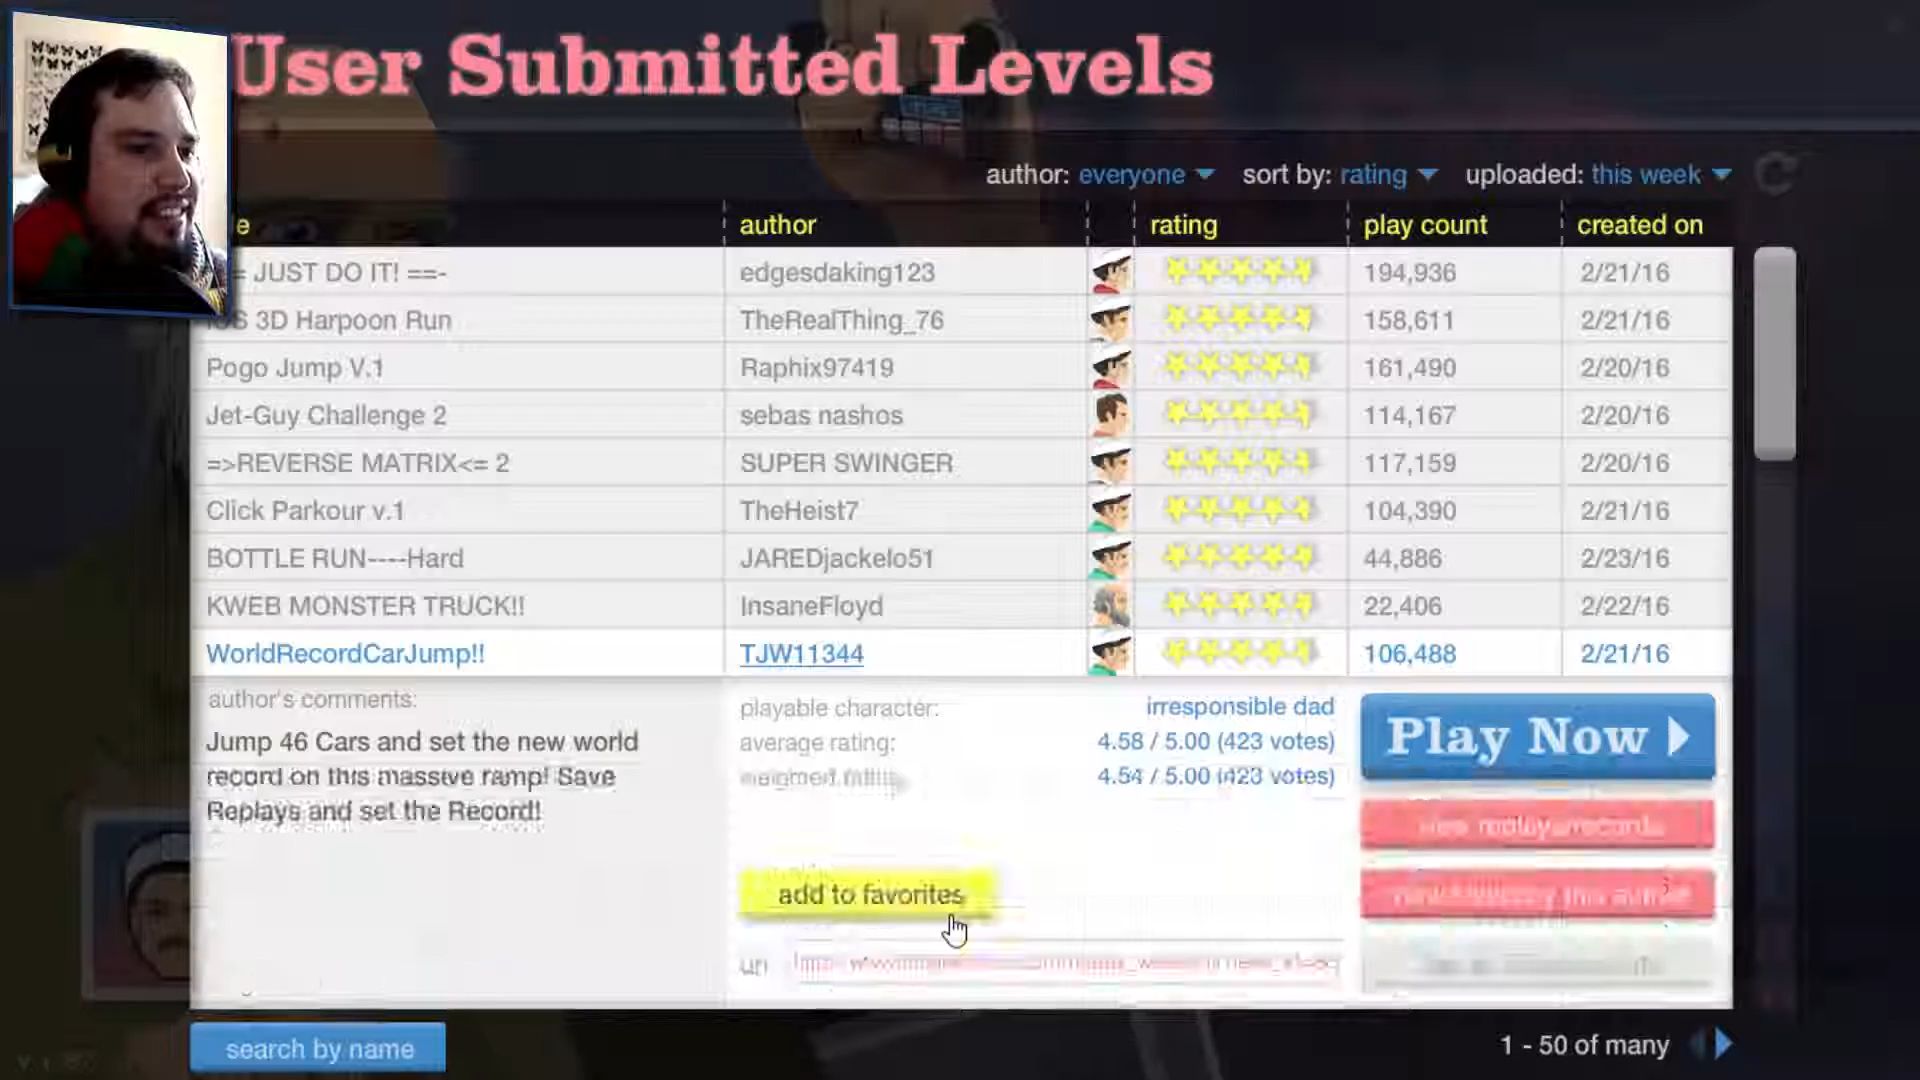 User Submitted Levels
author: everyone sort by: rating uploaded: this week
author rating play count created on
JUST DO IT! ==- edgesdaking123 194,936 2/21/16
3D Harpoon Run TheRealThing_76 158,611 2/21/16
Pogo Jump V.1 Raphix97419 161,490 2/20/16
Jet-Guy Challenge 2 sebas nashos 114,167 2/20/16
=>REVERSE MATRIX<= 2 SUPER SWINGER 117,159 2/20/16
Click Parkour v.1 TheHeist7 104,390 2/21/16
BOTTLE RUN----Hard JAREDjackelo51 44,886 2/23/16
KWEB MONSTER TRUCK!! InsaneFloyd 22,406 2/22/16
WorldRecordCarJump!! TJW11344 106,488 2/21/16
author's comments:
Jump 46 Cars and set the new world
record on this massive ramp! Save
Replays and set the Record!
playable character: irresponsible dad
average rating: 4.58 / 5.00 (423 votes)
weighted rating: 4.54 / 5.00 (423 votes)
add to favorites
url
Play Now
view replays/records
search by name
1 - 50 of many